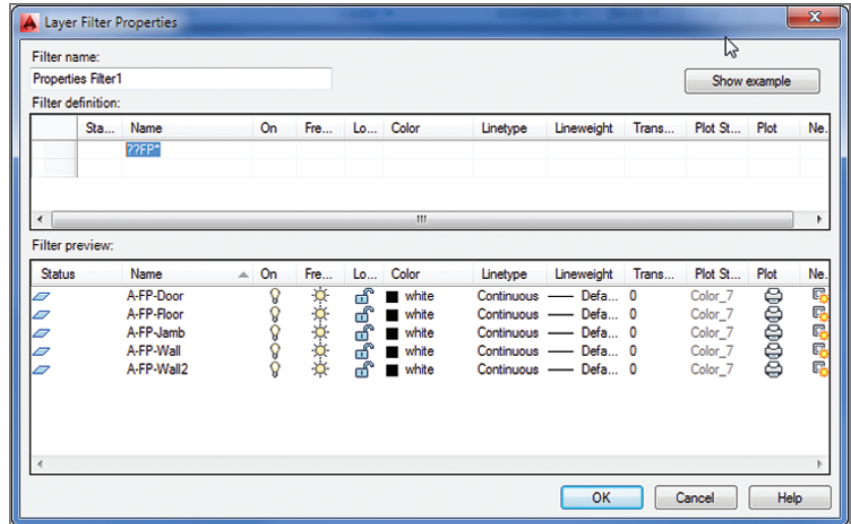 Layer Filter Properties
Filter name:
Properties Filter1
Show example
Filter definition:
Sta... Name On Fre... Lo... Color Linetype Lineweight Trans... Plot St... Plot Ne.
??FP*
Filter preview:
Status Name On Fre... Lo... Color Linetype Lineweight Trans... Plot St... Plot Ne.
A-FP-Door white Continuous Defa... 0 Color_7
A-FP-Floor white Continuous Defa... 0 Color_7
A-FP-Jamb white Continuous Defa... 0 Color_7
A-FP-Wall white Continuous Defa... 0 Color_7
A-FP-Wall2 white Continuous Defa... 0 Color_7
OK Cancel Help